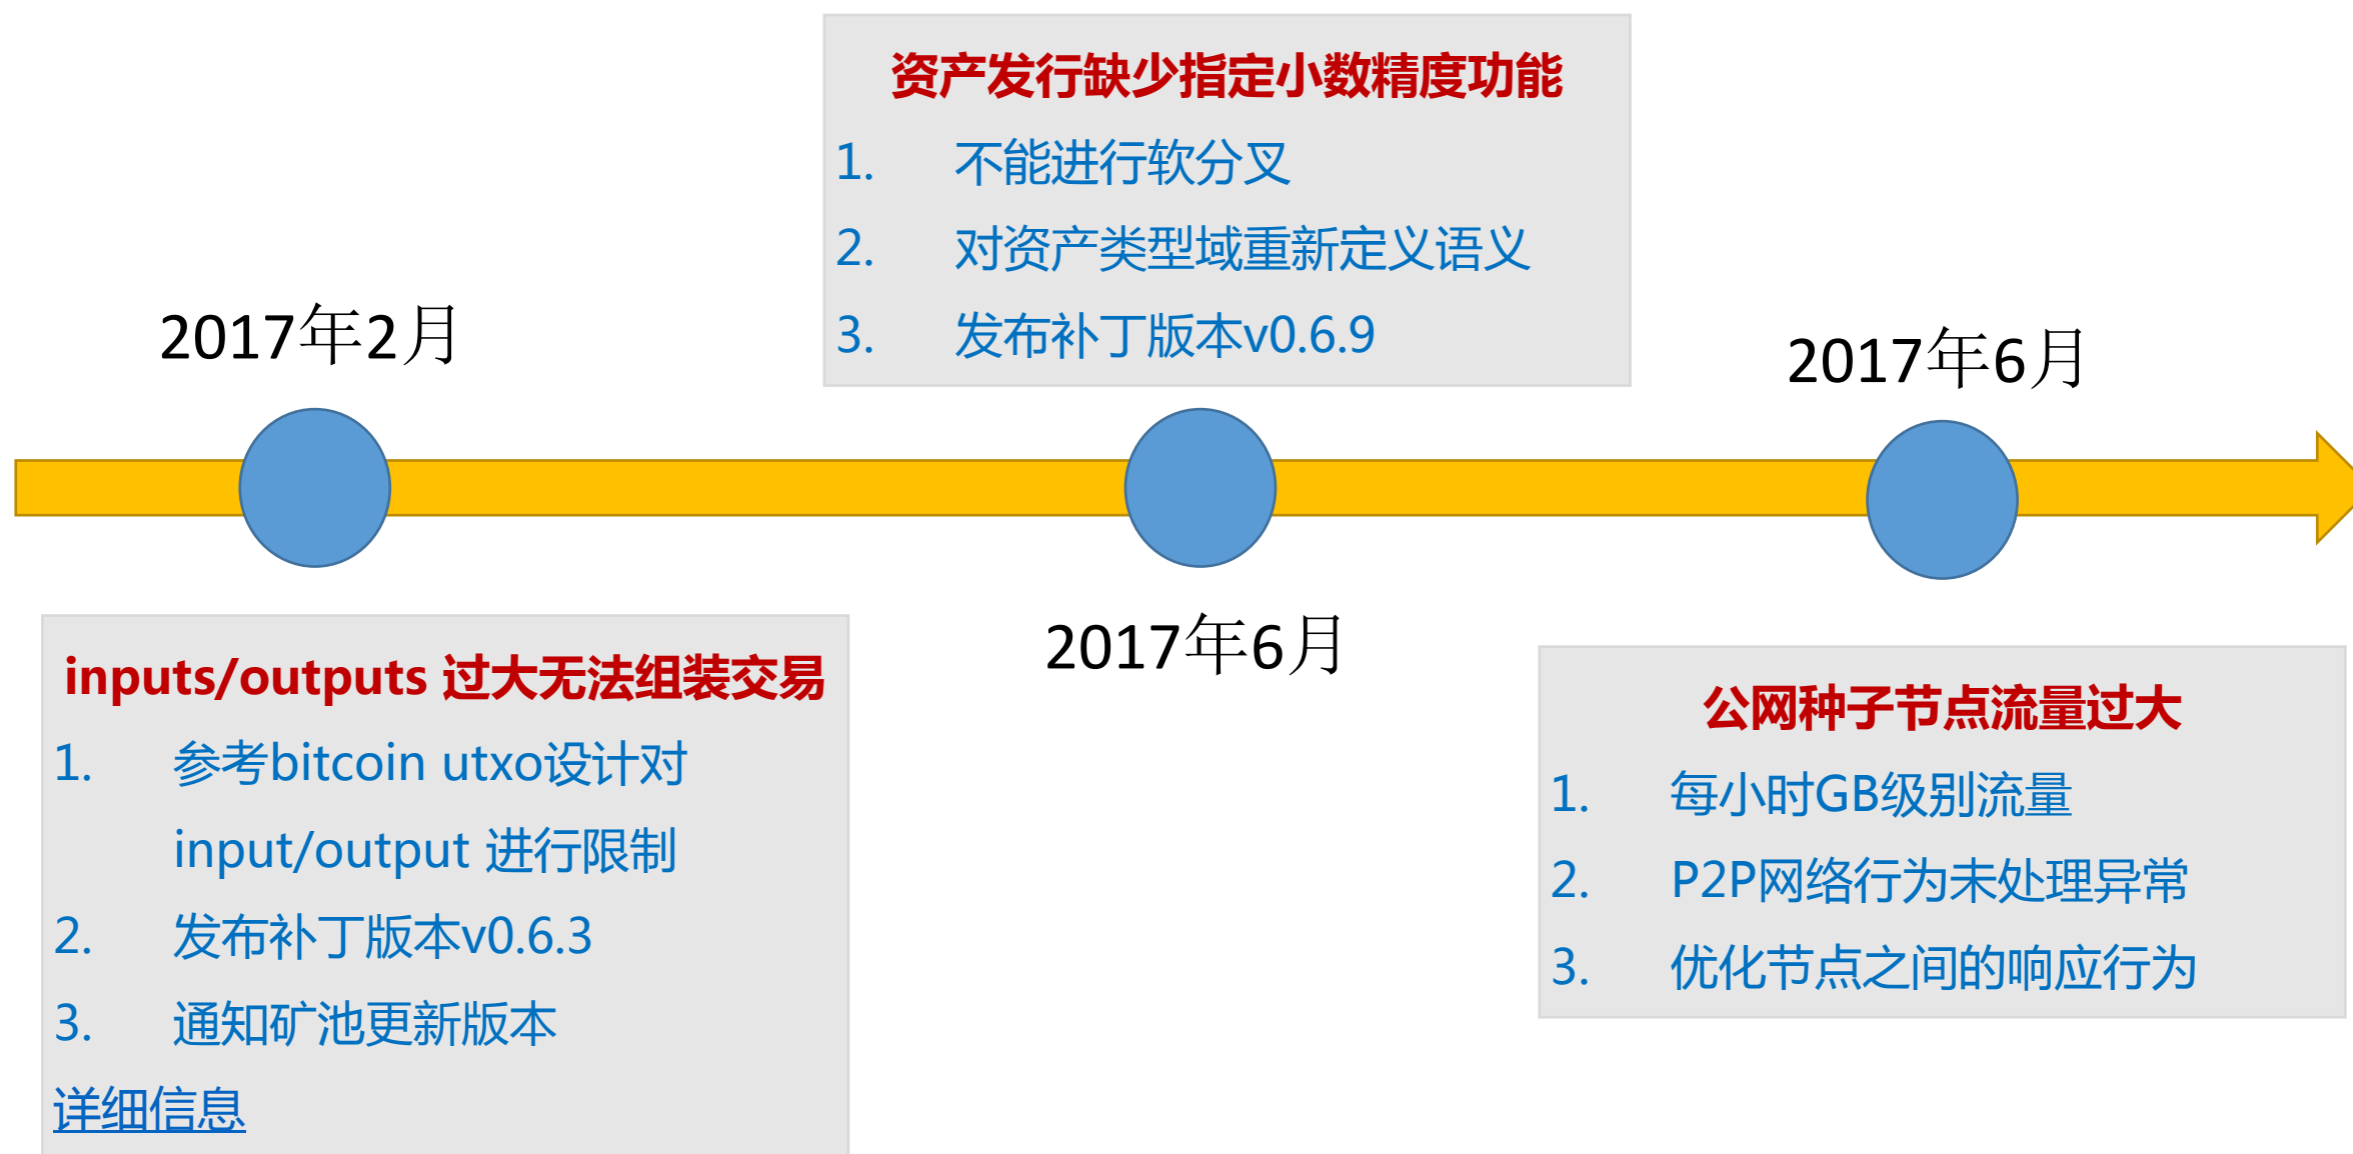 2017年2月
inputs/outputs 过大无法组装交易
1. 参考bitcoin utxo设计对
input/output 进行限制
2. 发布补丁版本v0.6.3
3. 通知矿池更新版本
详细信息
资产发行缺少指定小数精度功能
1. 不能进行软分叉
2. 对资产类型域重新定义语义
3. 发布补丁版本v0.6.9
2017年6月
2017年6月
公网种子节点流量过大
1. 每小时GB级别流量
2. P2P网络行为未处理异常
3. 优化节点之间的响应行为